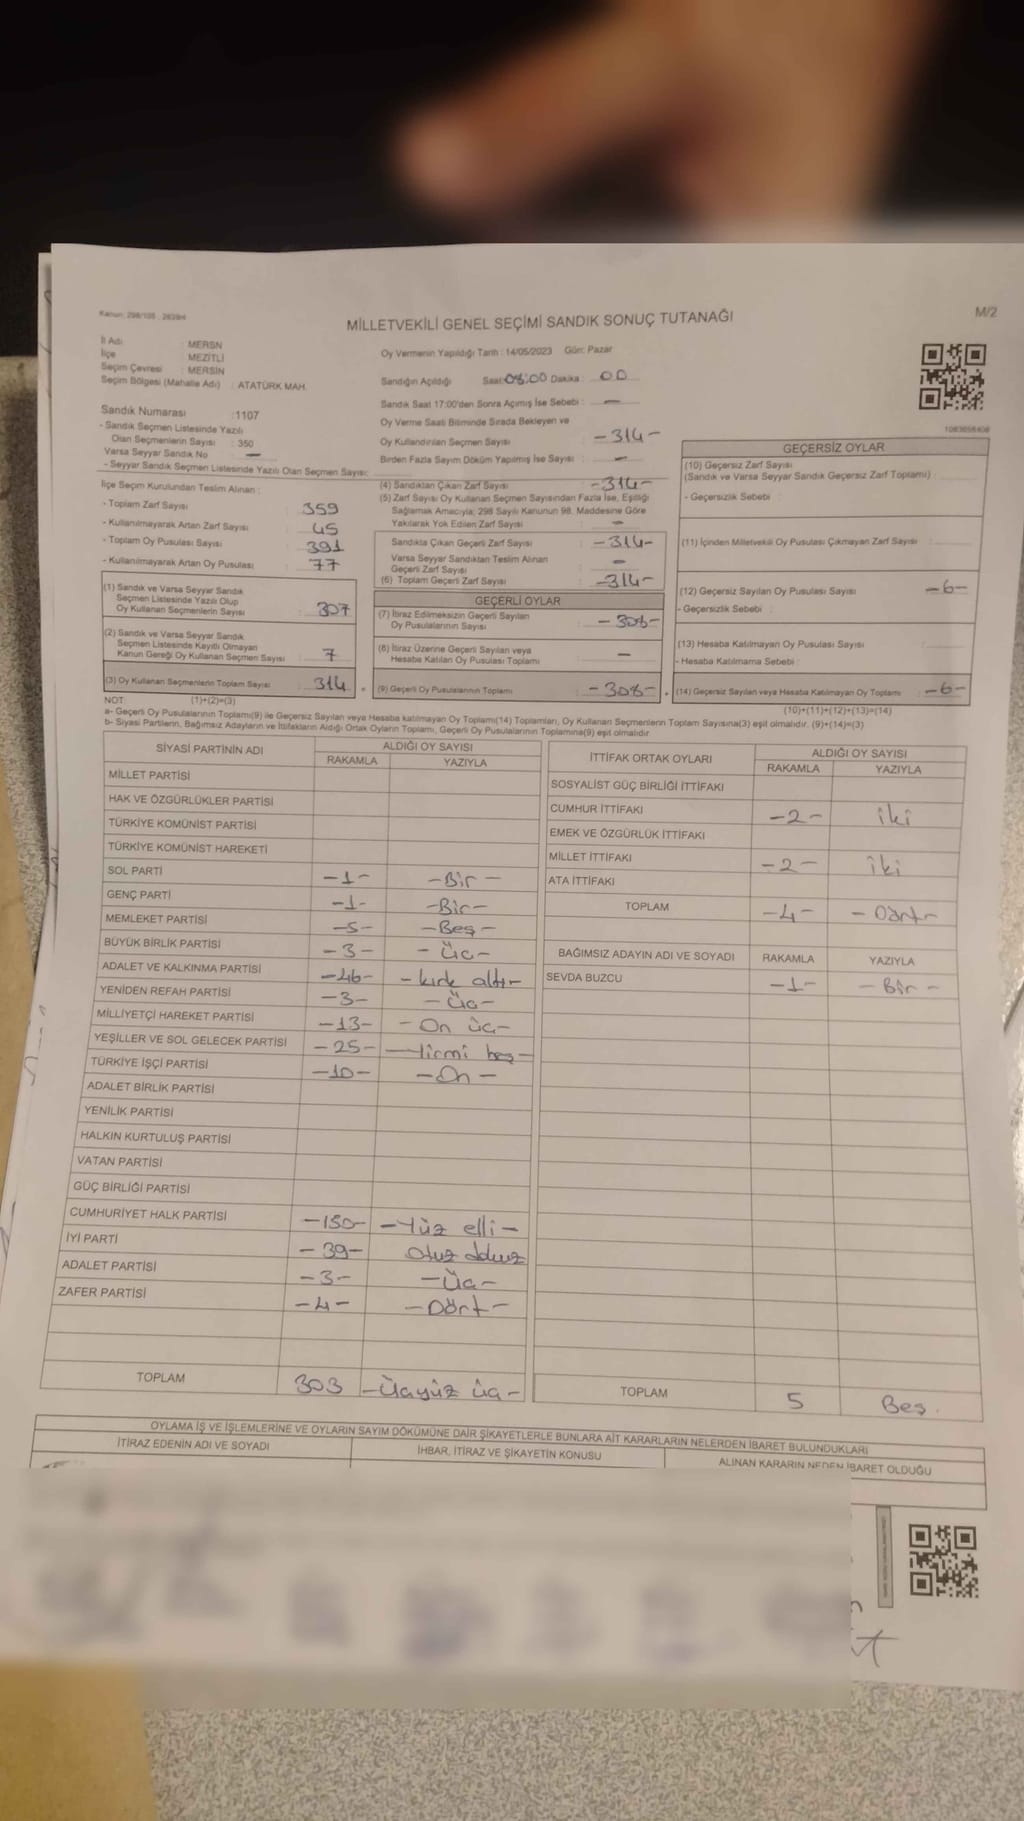 Kanun: 298/105 , 2839/4
M/2
MİLLETVEKİLİ GENEL SEÇİMİ SANDIK SONUÇ TUTANAĞI
İl Adı : MERSİN
İlçe : MEZİTLİ
Seçim Çevresi : MERSİN
Seçim Bölgesi (Mahalle Adı) : ATATÜRK MAH.
Sandık Numarası :1107
- Sandık Seçmen Listesinde Yazılı
Olan Seçmenlerin Sayısı : 350
Varsa Seyyar Sandık No —
- Seyyar Sandık Seçmen Listesinde Yazılı Olan Seçmen Sayısı:
Oy Vermenin Yapıldığı Tarih : 14/05/2023 Gün: Pazar
Sandığın Açıldığı Saat:08:00 Dakika : 00
Sandık Saat 17:00'den Sonra Açımış İse Sebebi : —
Oy Verme Saati Bitiminde Sırada Bekleyen ve
Oy Kullandırılan Seçmen Sayısı : -314-
Birden Fazla Sayım Döküm Yapılmış İse Sayısı : —
İlçe Seçim Kurulundan Teslim Alınan :
- Toplam Zarf Sayısı : 359
- Kullanılmayarak Artan Zarf Sayısı : 45
- Toplam Oy Pusulası Sayısı : 391
- Kullanılmayarak Artan Oy Pusulası : 77
(1) Sandık ve Varsa Seyyar Sandık
Seçmen Listesinde Yazılı Olup
Oy Kullanan Seçmenlerin Sayısı : 307
(2) Sandık ve Varsa Seyyar Sandık
Seçmen Listesinde Kayıtlı Olmayan
Kanun Gereği Oy Kullanan Seçmen Sayısı : 7
(3) Oy Kullanan Seçmenlerin Toplam Sayısı : 314
(4) Sandıktan Çıkan Zarf Sayısı : -314-
(5) Zarf Sayısı Oy Kullanan Seçmen Sayısından Fazla İse, Eşitliği
Sağlamak Amacıyla; 298 Sayılı Kanunun 98. Maddesine Göre
Yakılarak Yok Edilen Zarf Sayısı : —
Sandıkta Çıkan Geçerli Zarf Sayısı : -314-
Varsa Seyyar Sandıktan Teslim Alınan
Geçerli Zarf Sayısı : —
(6) Toplam Geçerli Zarf Sayısı : -314-
GEÇERLİ OYLAR
(7) İtiraz Edilmeksizin Geçerli Sayılan
Oy Pusulalarının Sayısı : -308-
(8) İtiraz Üzerine Geçerli Sayılan veya
Hesaba Katılan Oy Pusulası Toplamı : —
(9) Geçerli Oy Pusulalarının Toplamı : -308-
GEÇERSİZ OYLAR
(10) Geçersiz Zarf Sayısı
(Sandık ve Varsa Seyyar Sandık Geçersiz Zarf Toplamı) :
- Geçersizlik Sebebi :
(11) İçinden Milletvekili Oy Pusulası Çıkmayan Zarf Sayısı :
(12) Geçersiz Sayılan Oy Pusulası Sayısı : -6-
- Geçersizlik Sebebi :
(13) Hesaba Katılmayan Oy Pusulası Sayısı :
- Hesaba Katılmama Sebebi :
(14) Geçersiz Sayılan veya Hesaba Katılmayan Oy Toplamı : -6-
NOT: (1)+(2)=(3)
(10)+(11)+(12)+(13)=(14)
a- Geçerli Oy Pusulalarının Toplamı(9) ile Geçersiz Sayılan veya Hesaba katılmayan Oy Toplamı(14) Toplamları, Oy Kullanan Seçmenlerin Toplam Sayısına(3) eşit olmalıdır. (9)+(14)=(3)
b- Siyasi Partilerin, Bağımsız Adayların ve İttifakların Aldığı Ortak Oyların Toplamı, Geçerli Oy Pusulalarının Toplamına(9) eşit olmalıdır
SİYASİ PARTİNİN ADI ALDIĞI OY SAYISI
RAKAMLA YAZIYLA
MİLLET PARTİSİ
HAK VE ÖZGÜRLÜKLER PARTİSİ
TÜRKİYE KOMÜNİST PARTİSİ
TÜRKİYE KOMÜNİST HAREKETİ
SOL PARTİ -1- -Bir-
GENÇ PARTİ -1- -Bir-
MEMLEKET PARTİSİ -5- -Beş-
BÜYÜK BİRLİK PARTİSİ -3- -Üç-
ADALET VE KALKINMA PARTİSİ -46- -kırk altı-
YENİDEN REFAH PARTİSİ -3- -Üç-
MİLLİYETÇİ HAREKET PARTİSİ -13- -On üç-
YEŞİLLER VE SOL GELECEK PARTİSİ -25- -Yirmi beş-
TÜRKİYE İŞÇİ PARTİSİ -10- -On-
ADALET BİRLİK PARTİSİ
YENİLİK PARTİSİ
HALKIN KURTULUŞ PARTİSİ
VATAN PARTİSİ
GÜÇ BİRLİĞİ PARTİSİ
CUMHURİYET HALK PARTİSİ -150- -Yüz elli-
İYİ PARTİ -39- Otuz dokuz
ADALET PARTİSİ -3- -Üç-
ZAFER PARTİSİ -4- -Dört-
TOPLAM 303 -Üçyüz üç-
İTTİFAK ORTAK OYLARI ALDIĞI OY SAYISI
RAKAMLA YAZIYLA
SOSYALİST GÜÇ BİRLİĞİ İTTİFAKI
CUMHUR İTTİFAKI -2- iki
EMEK VE ÖZGÜRLÜK İTTİFAKI
MİLLET İTTİFAKI -2- iki
ATA İTTİFAKI
TOPLAM -4- -Dört-
BAĞIMSIZ ADAYIN ADI VE SOYADI RAKAMLA YAZIYLA
SEVDA BUZCU -1- -Bir-
TOPLAM 5 Beş.
OYLAMA İŞ VE İŞLEMLERİNE VE OYLARIN SAYIM DÖKÜMÜNE DAİR ŞİKAYETLERLE BUNLARA AİT KARARLARIN NELERDEN İBARET BULUNDUKLARI
İTİRAZ EDENİN ADI VE SOYADI İHBAR, İTİRAZ VE ŞİKAYETİN KONUSU ALINAN KARARIN NEDEN İBARET OLDUĞU